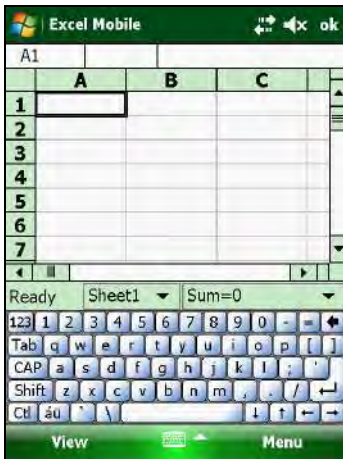 Excel Mobile ok
A1
A B C
1
2
3
4
5
6
7
Ready Sheet1 Sum=0
123 1 2 3 4 5 6 7 8 9 0 - =
Tab q w e r t y u i o p [ ]
CAP a s d f g h j k l ; '
Shift z x c v b n m , . /
Ctl áü ` \
View Menu